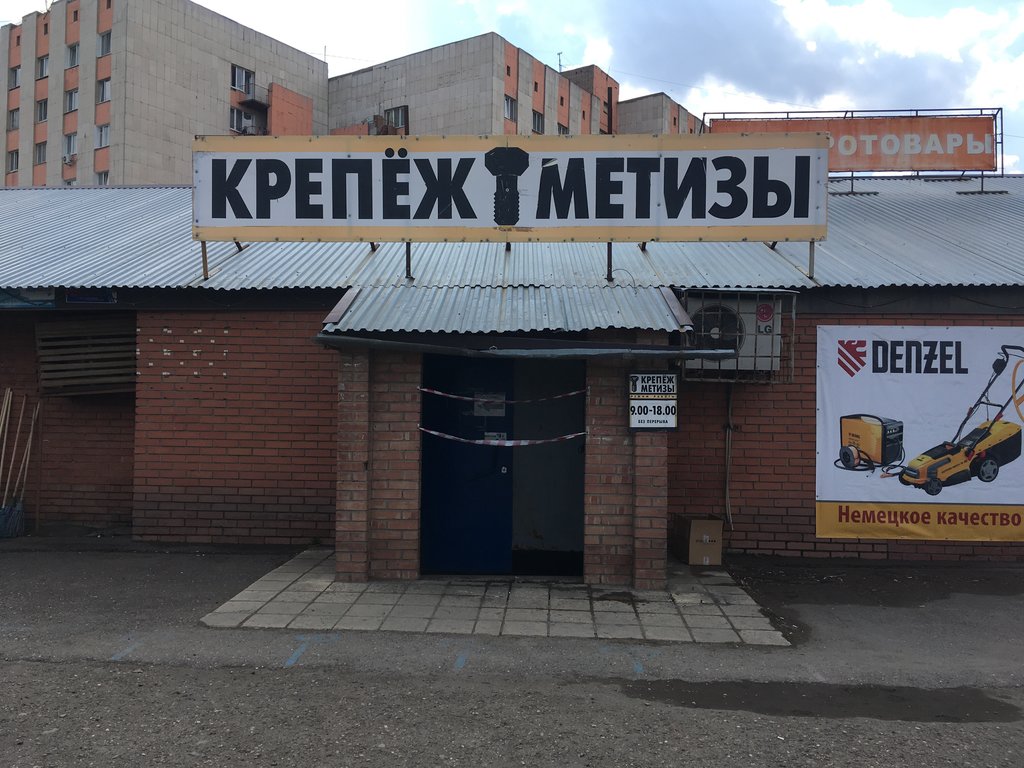 КРЕПЁЖ МЕТИЗЫ
РОТОВАРЫ
LG
КРЕПЁЖ
МЕТИЗЫ
9.00-18.00
БЕЗ ПЕРЕРЫВА
DENZEL
Немецкое качество